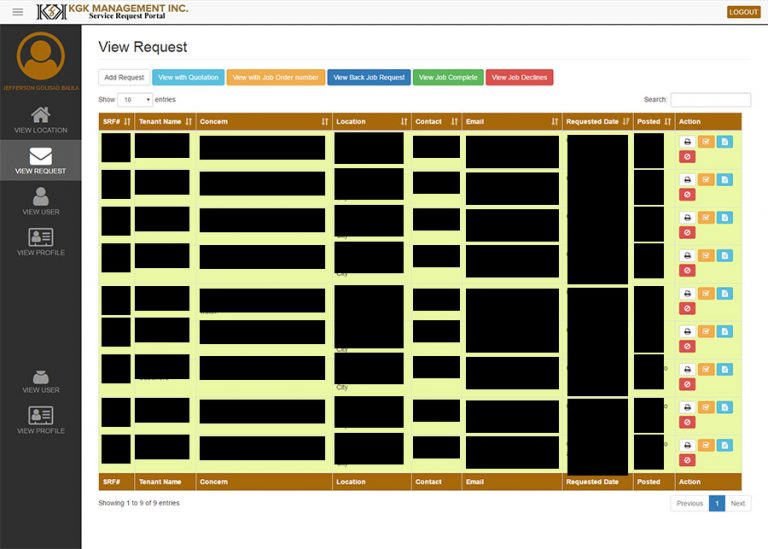 KGK MANAGEMENT INC.
Service Request Portal
LOGOUT
JEFFERSON GOLISAO BALILA
VIEW LOCATION
VIEW REQUEST
VIEW USER
VIEW PROFILE
VIEW USER
VIEW PROFILE
View Request
Add Request View with Quotation View with Job Order number View Back Job Request View Job Complete View Job Declines
Show 10 entries Search:
SRF# Tenant Name Concern Location Contact Email Requested Date Posted Action
City
City
City
SRF# Tenant Name Concern Location Contact Email Requested Date Posted Action
Showing 1 to 9 of 9 entries Previous 1 Next